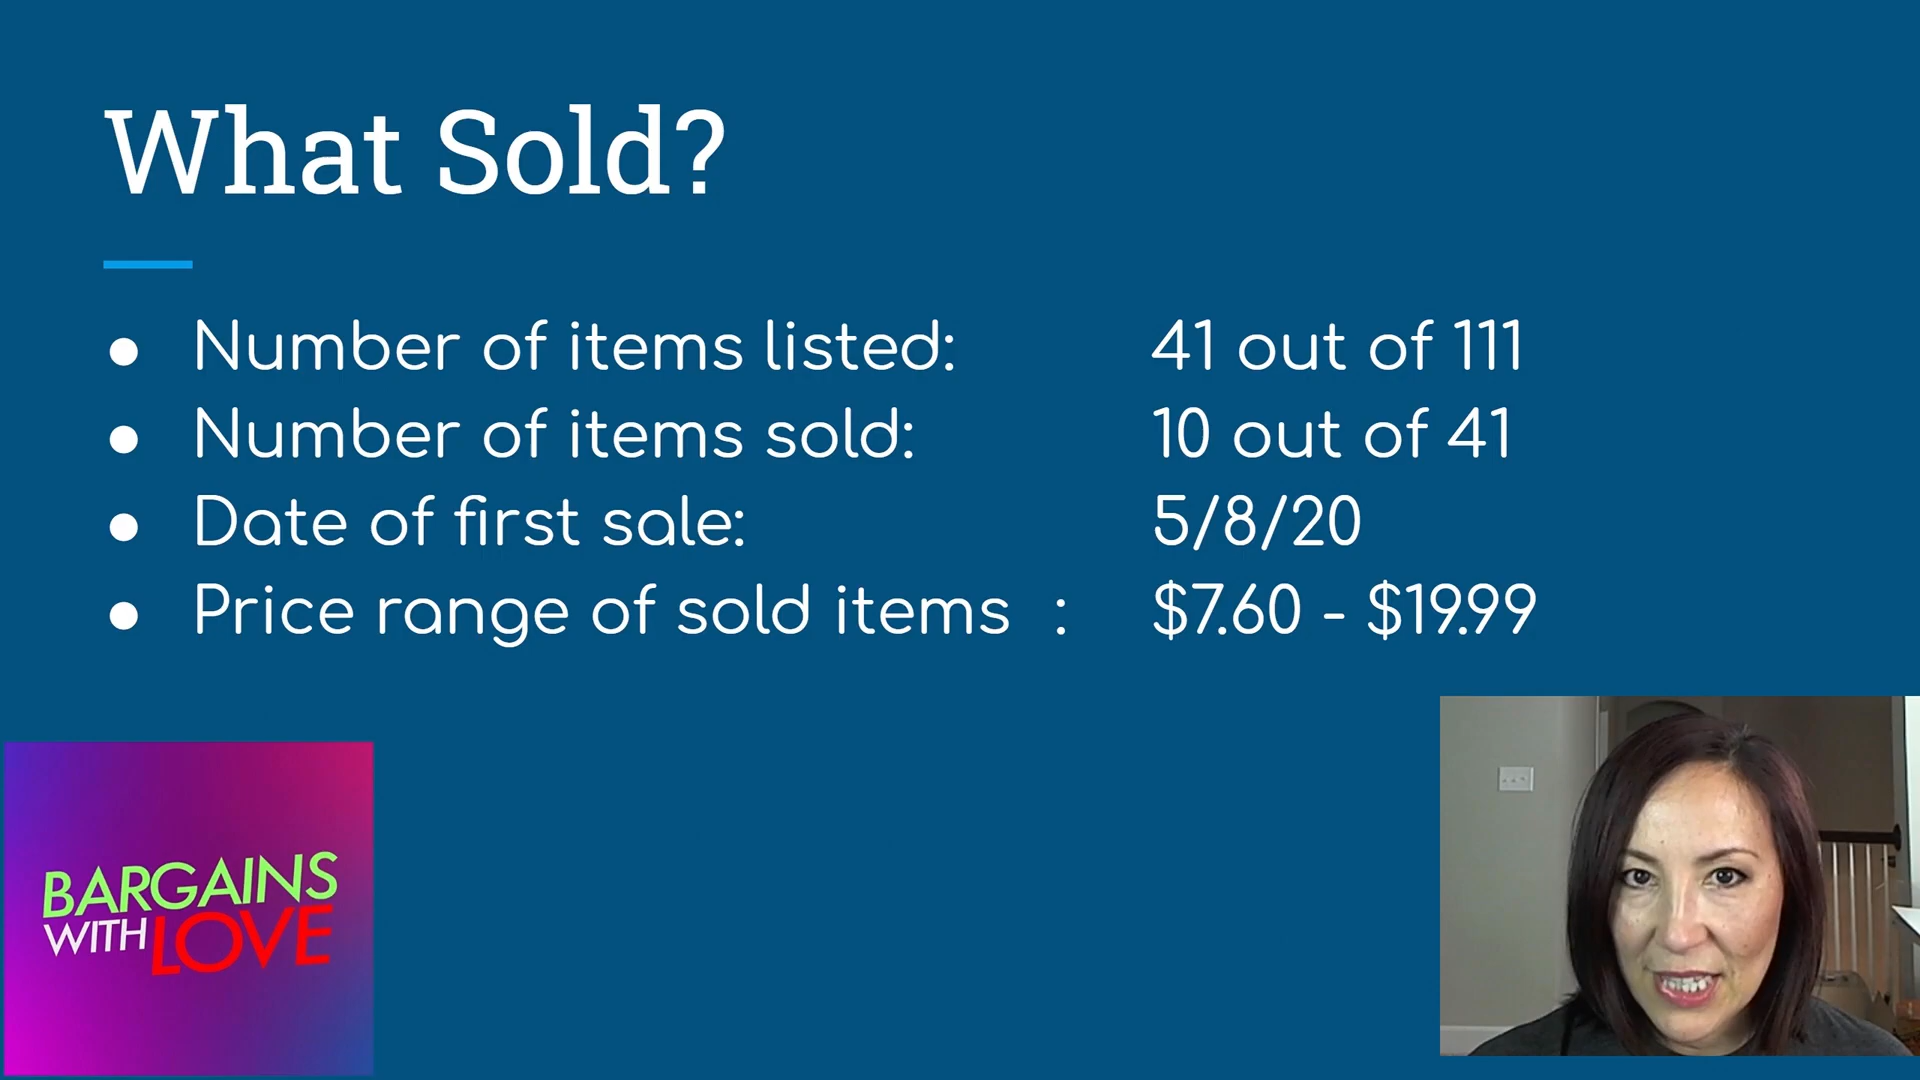 What Sold?
● Number of items listed: 41 out of 111
● Number of items sold: 10 out of 41
● Date of first sale: 5/8/20
● Price range of sold items : $7.60 - $19.99
BARGAINS
WITH LOVE